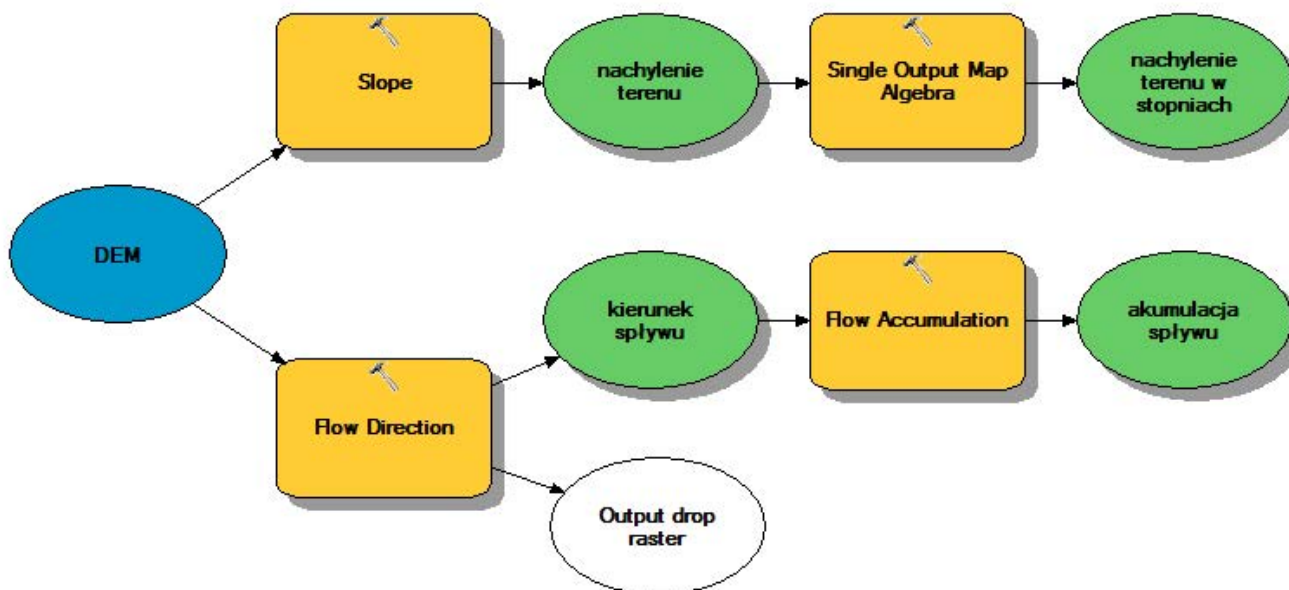 Slope
nachylenie
terenu
Single Output Map
Algebra
nachylenie
terenu w
stopniach
DEM
kierunek
spływu
Flow Accumulation
akumulacja
spływu
Flow Direction
Output drop
raster